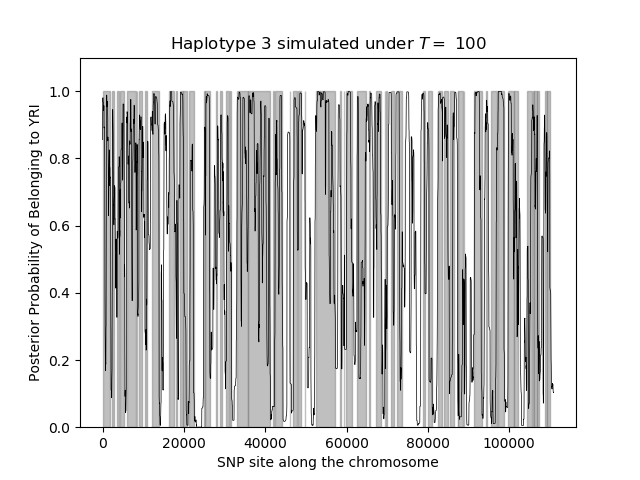 Haplotype 3 simulated under T = 100
Posterior Probability of Belonging to YRI
1.0
0.8
0.6
0.4
0.2
0.0
0 20000 40000 60000 80000 100000
SNP site along the chromosome